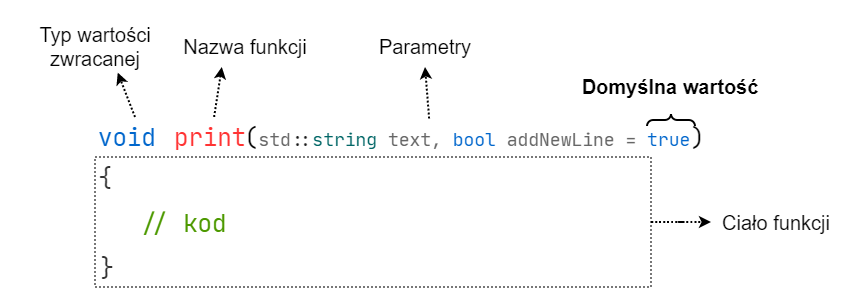 Typ wartości
zwracanej
Nazwa funkcji
Parametry
Domyślna wartość
void print(std::string text, bool addNewLine = true)
{
// kod
}
Ciało funkcji